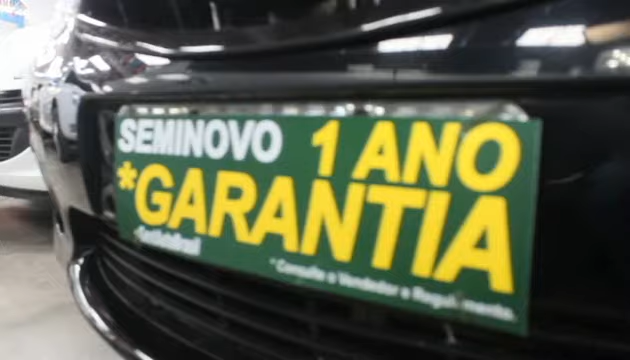 SEMINOVO 1 ANO
*GARANTIA
* Consulte o Vendedor e Regulamento.